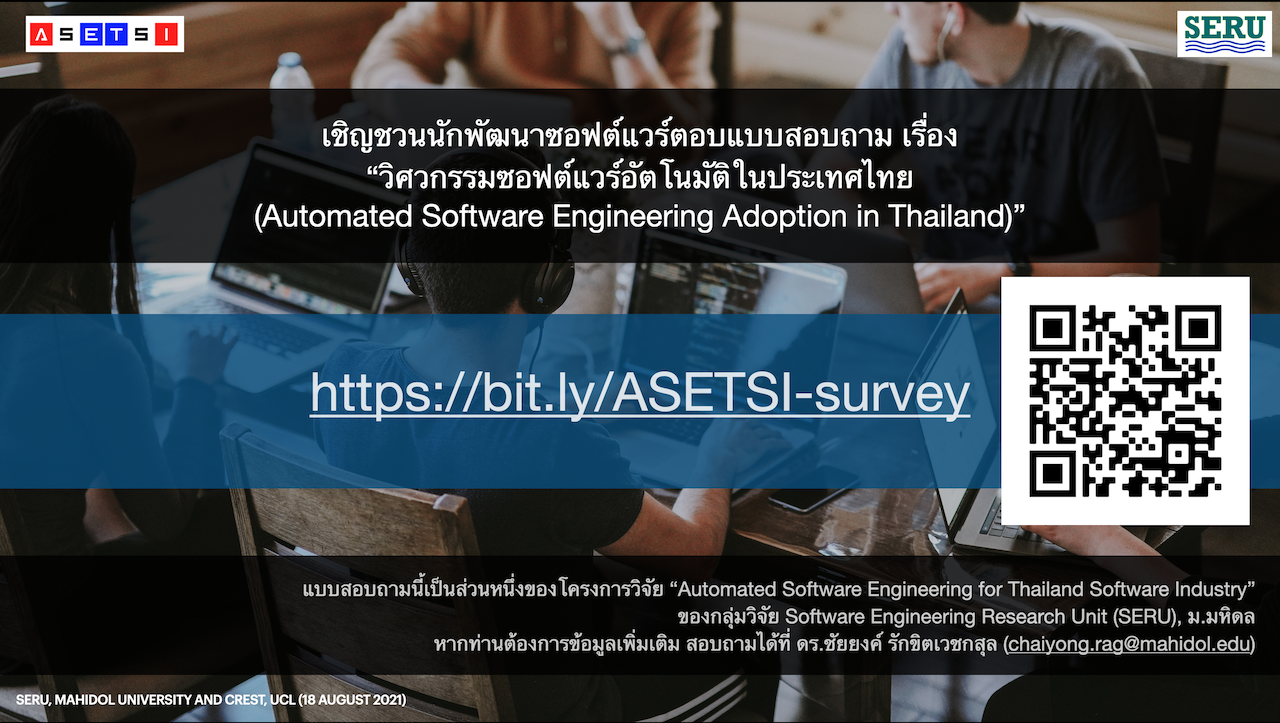 ASETSI
SERU
เชิญชวนนักพัฒนาซอฟต์แวร์ตอบแบบสอบถาม เรื่อง
“วิศวกรรมซอฟต์แวร์อัตโนมัติในประเทศไทย
(Automated Software Engineering Adoption in Thailand)”
https://bit.ly/ASETSI-survey
แบบสอบถามนี้เป็นส่วนหนึ่งของโครงการวิจัย “Automated Software Engineering for Thailand Software Industry”
ของกลุ่มวิจัย Software Engineering Research Unit (SERU), ม.มหิดล
หากท่านต้องการข้อมูลเพิ่มเติม สอบถามได้ที่ ดร.ชัยยงค์ รักขิตเวชกสุล (chaiyong.rag@mahidol.edu)
SERU, MAHIDOL UNIVERSITY AND CREST, UCL (18 AUGUST 2021)